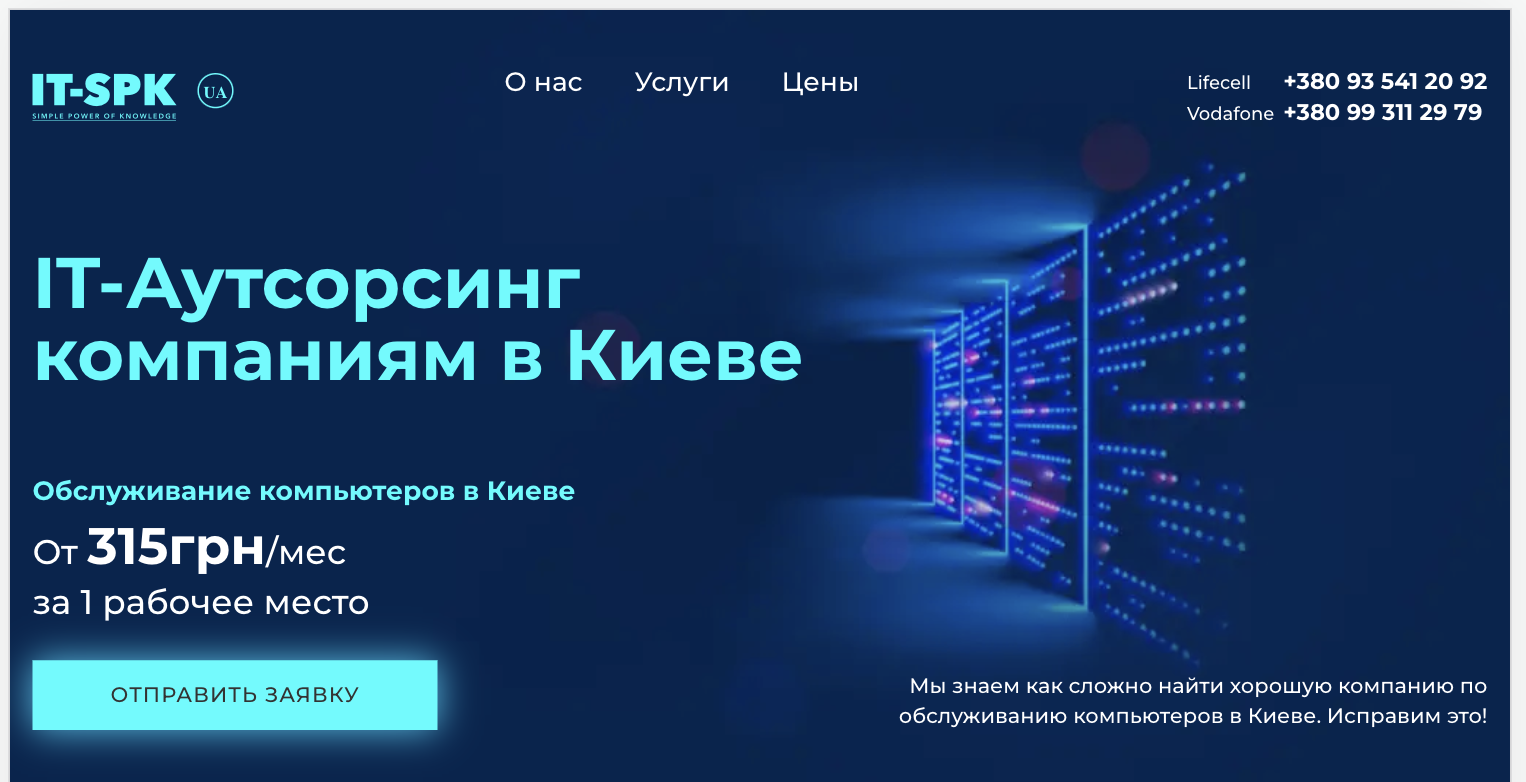 IT-SPK
SIMPLE POWER OF KNOWLEDGE
UA
О нас
Услуги
Цены
Lifecell +380 93 541 20 92
Vodafone +380 99 311 29 79
IT-Аутсорсинг
компаниям в Киеве
Обслуживание компьютеров в Киеве
От 315грн/мес
за 1 рабочее место
ОТПРАВИТЬ ЗАЯВКУ
Мы знаем как сложно найти хорошую компанию по
обслуживанию компьютеров в Киеве. Исправим это!